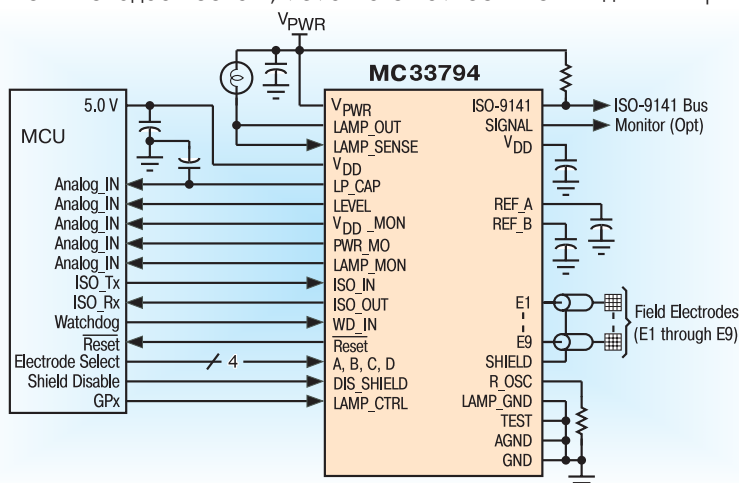 VPWR
MC33794
MCU
5.0 V
Analog_IN
Analog_IN
Analog_IN
Analog_IN
Analog_IN
ISO_Tx
ISO_Rx
Watchdog
Reset
Electrode Select
Shield Disable
GPx
4
VPWR
LAMP_OUT
LAMP_SENSE
VDD
LP_CAP
LEVEL
VDD_MON
PWR_MO
LAMP_MON
ISO_IN
ISO_OUT
WD_IN
Reset
A, B, C, D
DIS_SHIELD
LAMP_CTRL
ISO-9141
SIGNAL
VDD
REF_A
REF_B
E1
E9
SHIELD
R_OSC
LAMP_GND
TEST
AGND
GND
ISO-9141 Bus
Monitor (Opt)
Field Electrodes
(E1 through E9)